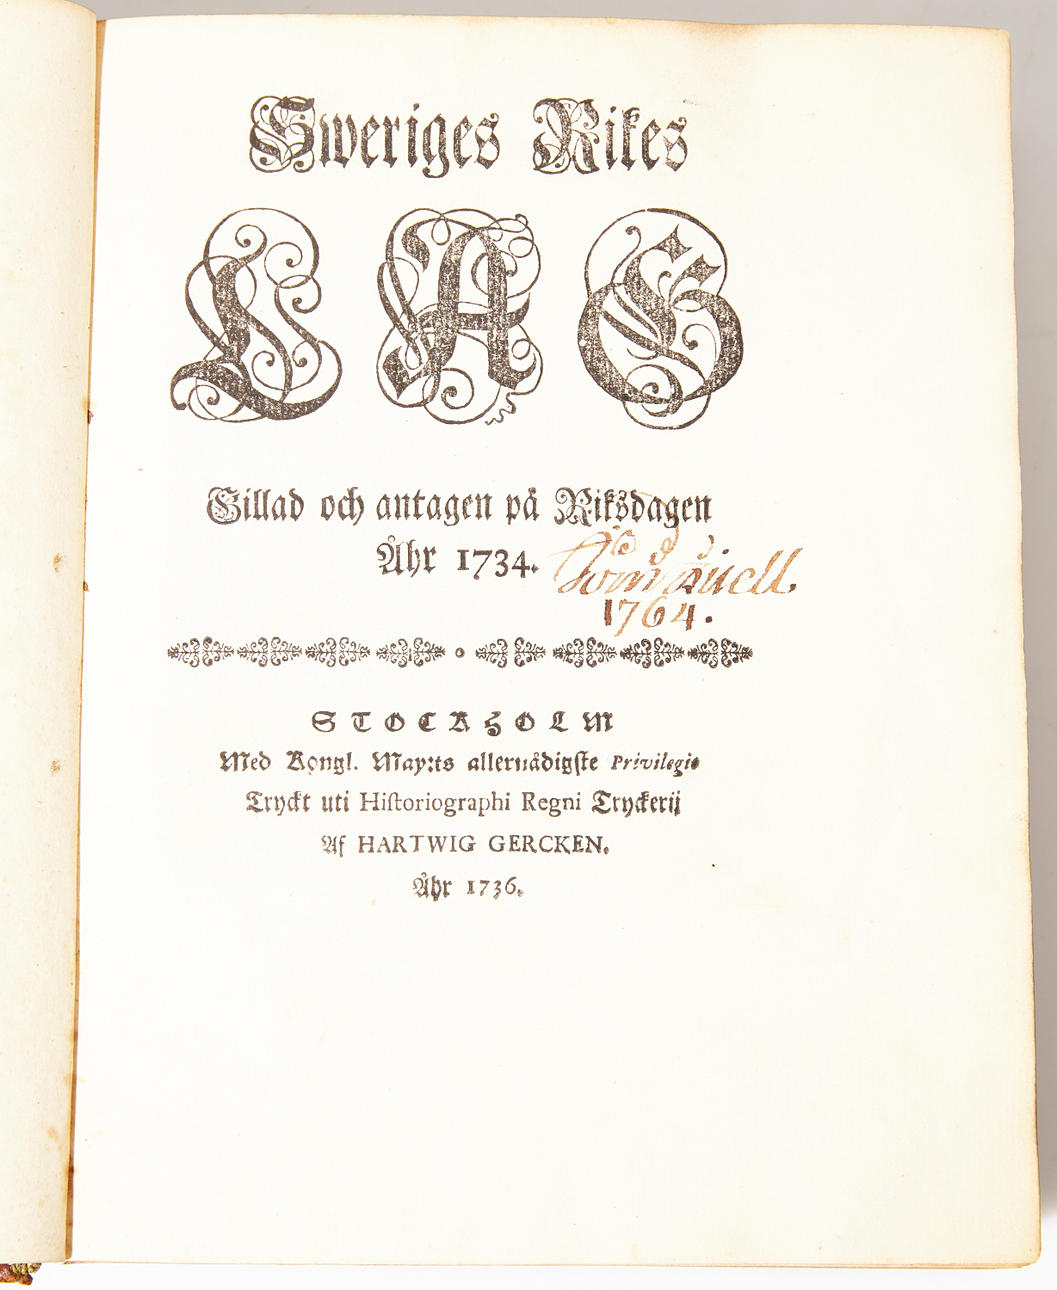 Sweriges Rikes
LAG
Gillad och antagen på Riksdagen
Åhr 1734.
1764.
STOCKHOLM
Med Kongl. May:ts allernådigste Privilegio
Tryckt uti Historiographi Regni Tryckerij
Af HARTWIG GERCKEN.
Åhr 1736.